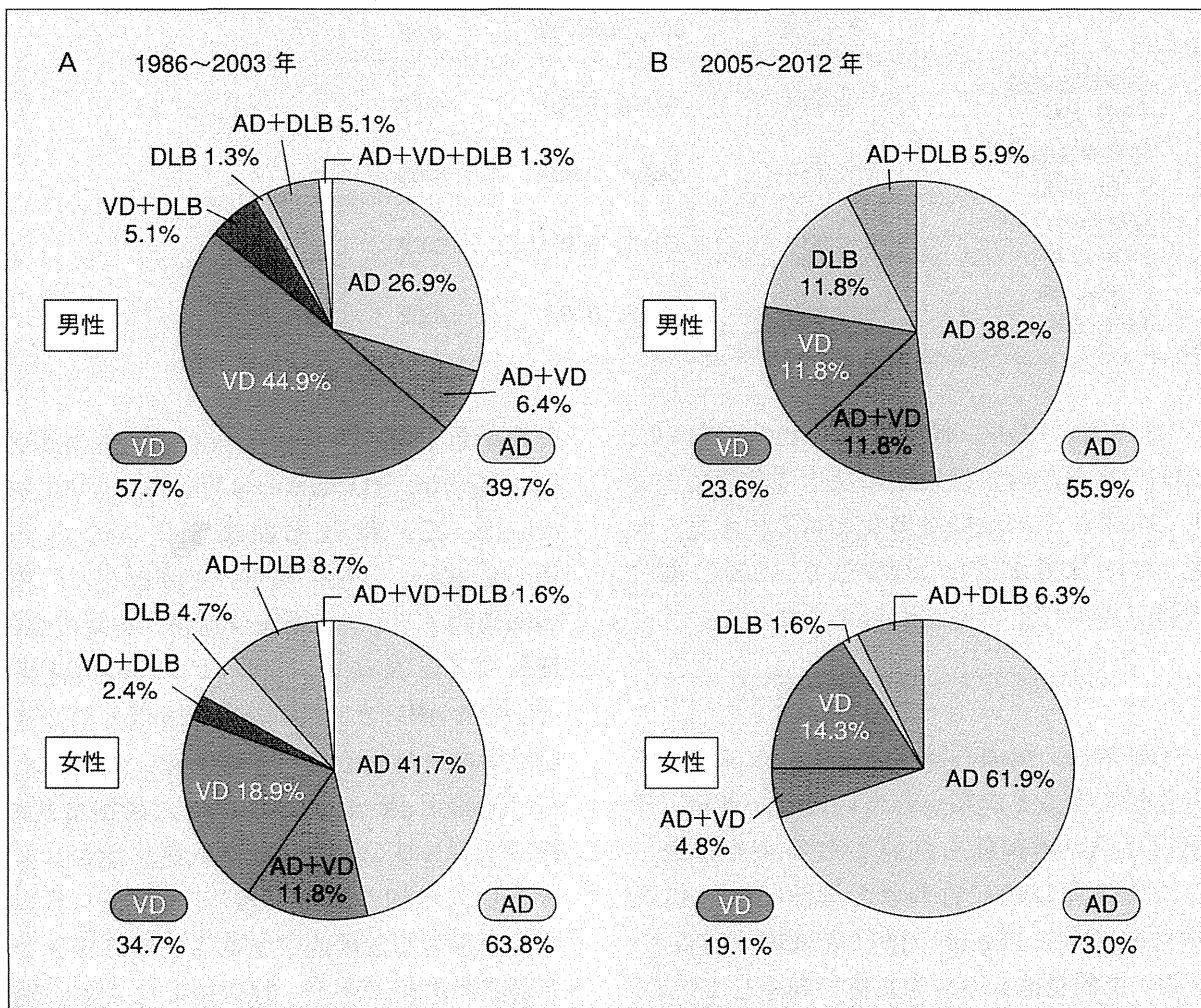 A 1986〜2003 年
AD+DLB 5.1%
DLB 1.3%
AD+VD+DLB 1.3%
VD+DLB
5.1%
AD 26.9%
男性
VD 44.9%
AD+VD
6.4%
VD
57.7%
AD
39.7%
AD+DLB 8.7%
DLB 4.7%
AD+VD+DLB 1.6%
VD+DLB
2.4%
女性
AD 41.7%
VD 18.9%
AD+VD
11.8%
VD
34.7%
AD
63.8%
B 2005〜2012 年
AD+DLB 5.9%
DLB
11.8%
男性
AD 38.2%
VD
11.8%
AD+VD
11.8%
VD
23.6%
AD
55.9%
AD+DLB 6.3%
DLB 1.6%
VD
14.3%
女性
AD 61.9%
AD+VD
4.8%
VD
19.1%
AD
73.0%